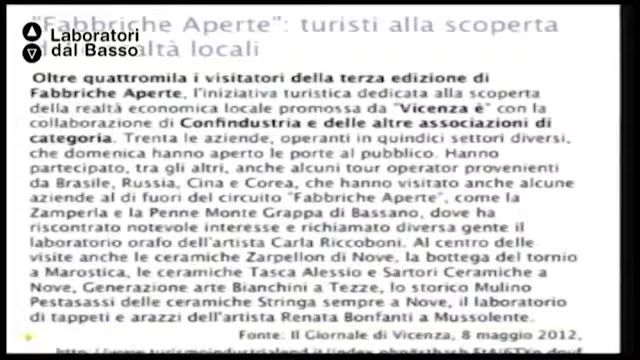 "Fabbriche Aperte": turisti alla scoperta
realtà locali
Laboratori
dal Basso
Oltre quattromila i visitatori della terza edizione di
Fabbriche Aperte, l'iniziativa turistica dedicata alla scoperta
della realtà economica locale promossa da "Vicenza è" con la
collaborazione di Confindustria e delle altre associazioni di
categoria. Trenta le aziende, operanti in quindici settori diversi,
che domenica hanno aperto le porte al pubblico. Hanno
partecipato, tra gli altri, anche alcuni tour operator provenienti
da Brasile, Russia, Cina e Corea, che hanno visitato anche alcune
aziende al di fuori del circuito "Fabbriche Aperte", come la
Zamperla e la Penne Monte Grappa di Bassano, dove ha
riscontrato notevole interesse e richiamato diversa gente il
laboratorio orafo dell'artista Carla Riccoboni. Al centro delle
visite anche le ceramiche Zarpellon di Nove, la bottega del tornio
a Marostica, le ceramiche Tasca Alessio e Sartori Ceramiche a
Nove, Generazione arte Bianchini a Tezze, lo storico Mulino
Pestasassi delle ceramiche Stringa sempre a Nove, il laboratorio
di tappeti e arazzi dell'artista Renata Bonfanti a Mussolente.
Fonte: Il Giornale di Vicenza, 8 maggio 2012,